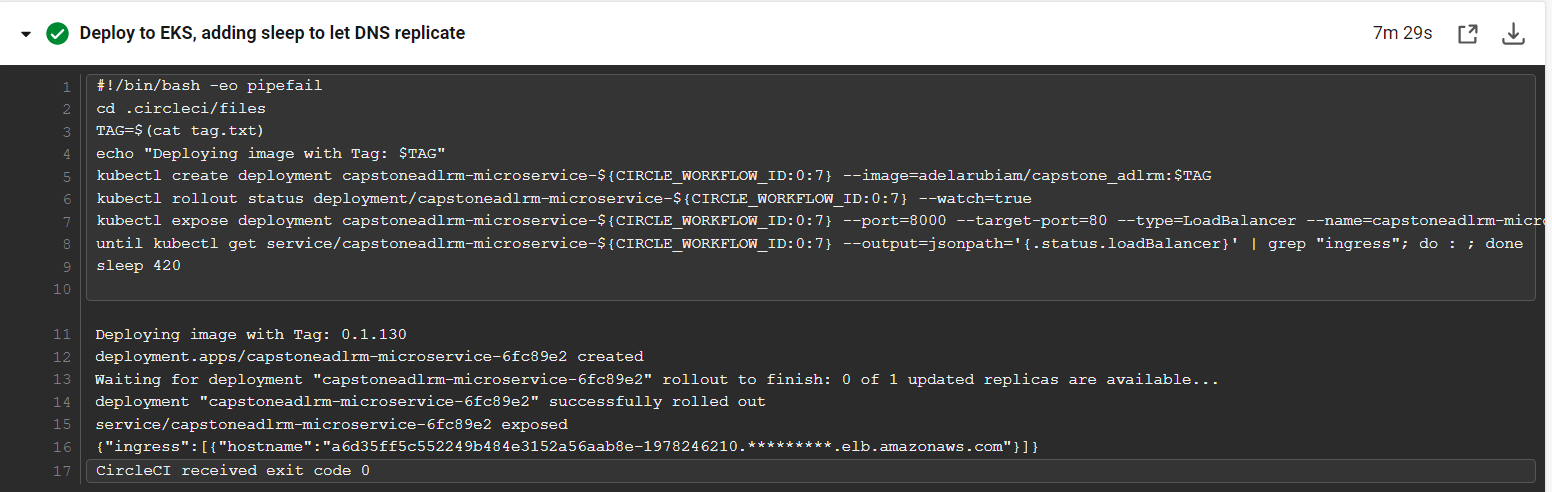 Deploy to EKS, adding sleep to let DNS replicate
7m 29s
1 #!/bin/bash -eo pipefail
2 cd .circleci/files
3 TAG=$(cat tag.txt)
4 echo "Deploying image with Tag: $TAG"
5 kubectl create deployment capstoneadlrm-microservice-${CIRCLE_WORKFLOW_ID:0:7} --image=adelarubiam/capstone_adlrm:$TAG
6 kubectl rollout status deployment/capstoneadlrm-microservice-${CIRCLE_WORKFLOW_ID:0:7} --watch=true
7 kubectl expose deployment capstoneadlrm-microservice-${CIRCLE_WORKFLOW_ID:0:7} --port=8000 --target-port=80 --type=LoadBalancer --name=capstoneadlrm-micro
8 until kubectl get service/capstoneadlrm-microservice-${CIRCLE_WORKFLOW_ID:0:7} --output=jsonpath='{.status.loadBalancer}' | grep "ingress"; do : ; done
9 sleep 420
10
11 Deploying image with Tag: 0.1.130
12 deployment.apps/capstoneadlrm-microservice-6fc89e2 created
13 Waiting for deployment "capstoneadlrm-microservice-6fc89e2" rollout to finish: 0 of 1 updated replicas are available...
14 deployment "capstoneadlrm-microservice-6fc89e2" successfully rolled out
15 service/capstoneadlrm-microservice-6fc89e2 exposed
16 {"ingress":[{"hostname":"a6d35ff5c552249b484e3152a56aab8e-1978246210.*********.elb.amazonaws.com"}]}
17 CircleCI received exit code 0